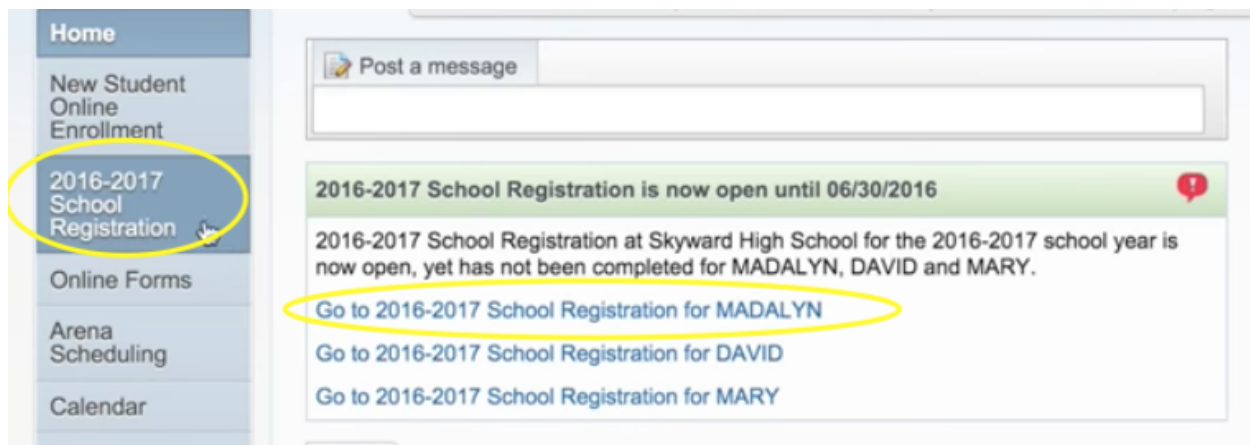 Home
New Student
Online
Enrollment
2016-2017
School
Registration
Online Forms
Arena
Scheduling
Calendar
Post a message
2016-2017 School Registration is now open until 06/30/2016
2016-2017 School Registration at Skyward High School for the 2016-2017 school year is
now open, yet has not been completed for MADALYN, DAVID and MARY.
Go to 2016-2017 School Registration for MADALYN
Go to 2016-2017 School Registration for DAVID
Go to 2016-2017 School Registration for MARY